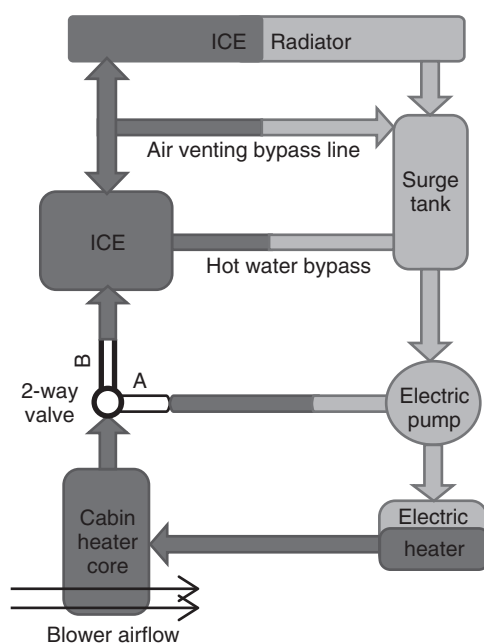 ICE Radiator
Air venting bypass line
Surge
tank
ICE
Hot water bypass
B
A
2-way
valve
Electric
pump
Cabin
heater
core
Electric
heater
Blower airflow